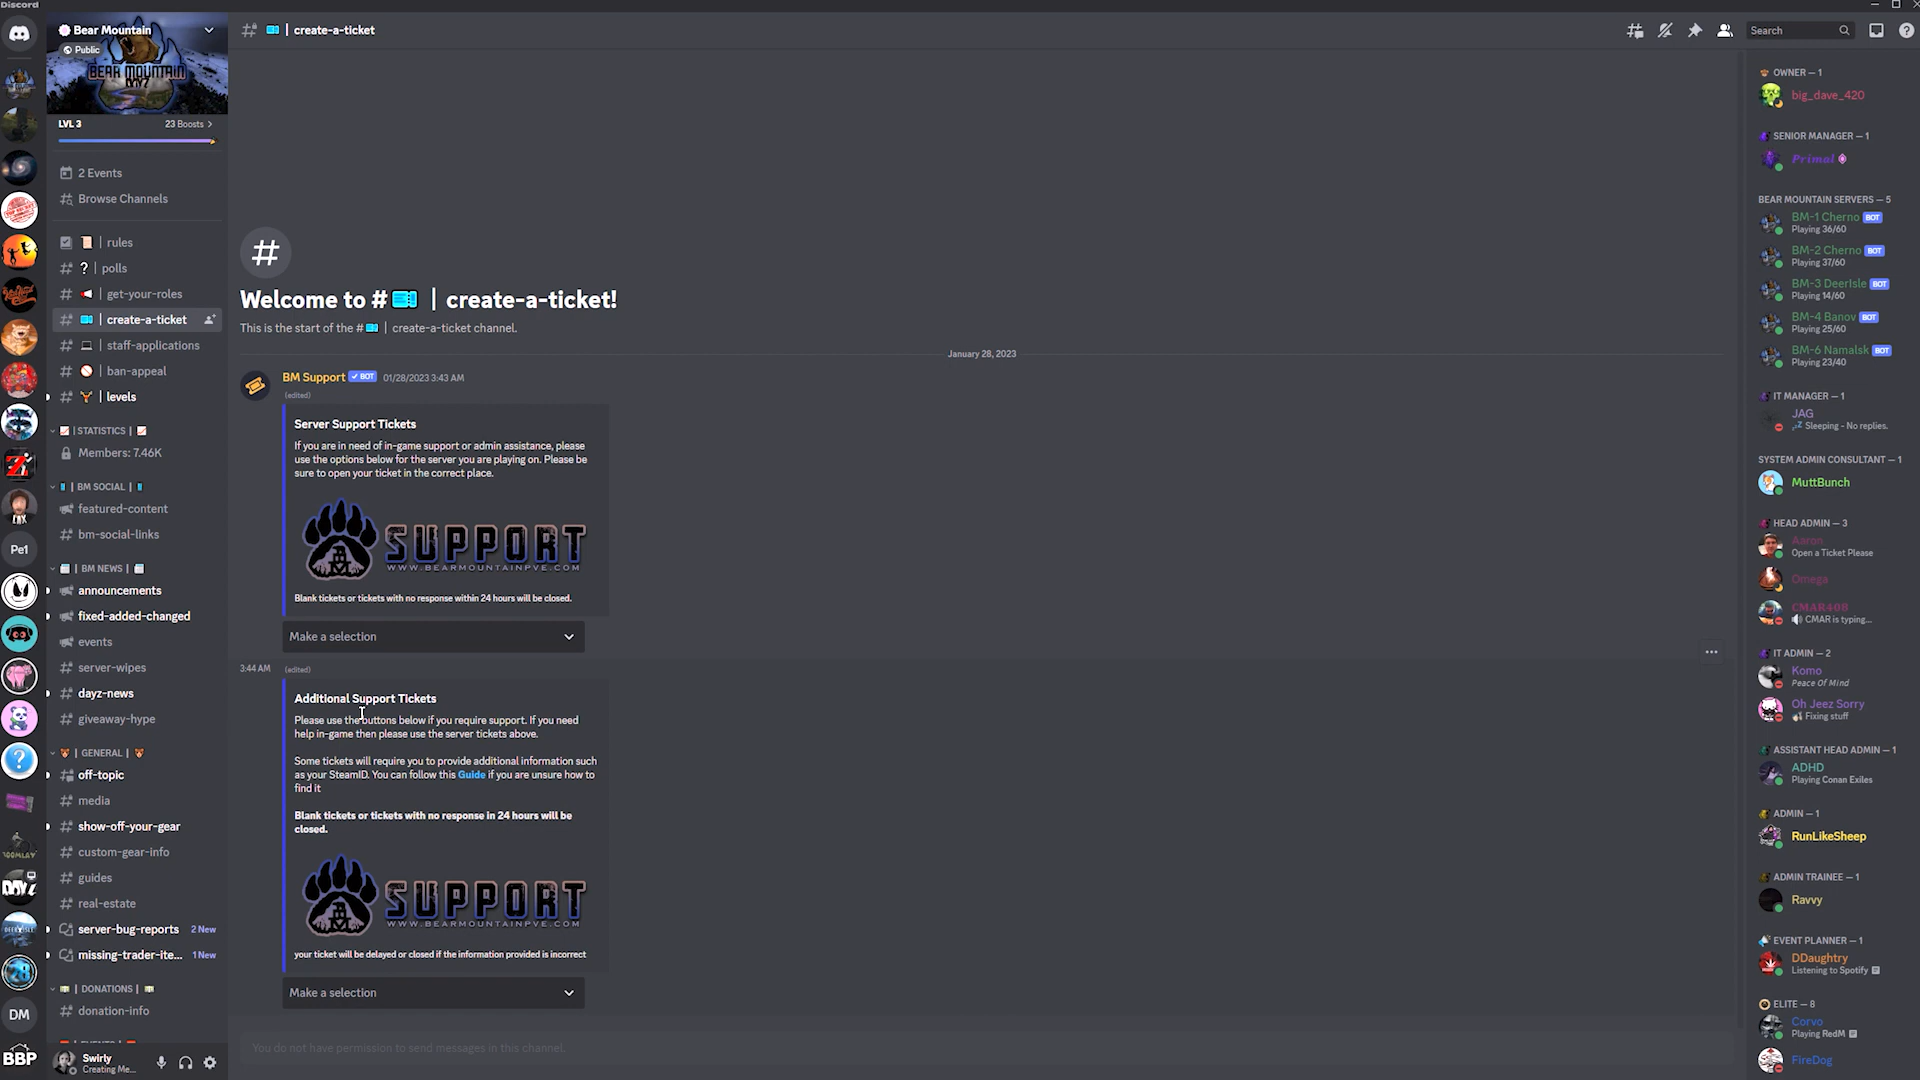 Discord
Bear Mountain
Public
BEAR MOUNTAIN
DAYZ
LVL 3
23 Boosts
2 Events
Browse Channels
| rules
? | polls
| get-your-roles
| create-a-ticket
| staff-applications
| ban-appeal
| levels
| STATISTICS |
Members: 7.46K
| BM SOCIAL |
featured-content
bm-social-links
| BM NEWS |
announcements
fixed-added-changed
events
server-wipes
dayz-news
giveaway-hype
| GENERAL |
off-topic
media
show-off-your-gear
custom-gear-info
guides
real-estate
server-bug-reports 2 New
missing-trader-ite... 1 New
| DONATIONS |
donation-info
Swirly
Creating Me...
Pe1
DAYZ
28
DM
BBP
| create-a-ticket
Search
Welcome to # | create-a-ticket!
This is the start of the # | create-a-ticket channel.
January 28, 2023
BM Support BOT 01/28/2023 3:43 AM
(edited)
Server Support Tickets
If you are in need of in-game support or admin assistance, please
use the options below for the server you are playing on. Please be
sure to open your ticket in the correct place.
SUPPORT
WWW.BEARMOUNTAINPVE.COM
Blank tickets or tickets with no response within 24 hours will be closed.
Make a selection
3:44 AM (edited)
Additional Support Tickets
Please use the buttons below if you require support. If you need
help in-game then please use the server tickets above.
Some tickets will require you to provide additional information such
as your SteamID. You can follow this Guide if you are unsure how to
find it
Blank tickets or tickets with no response in 24 hours will be
closed.
SUPPORT
WWW.BEARMOUNTAINPVE.COM
your ticket will be delayed or closed if the information provided is incorrect
Make a selection
You do not have permission to send messages in this channel.
OWNER — 1
big_dave_420
SENIOR MANAGER — 1
Primal
BEAR MOUNTAIN SERVERS — 5
BM-1 Cherno BOT
Playing 36/60
BM-2 Cherno BOT
Playing 37/60
BM-3 DeerIsle BOT
Playing 14/60
BM-4 Banov BOT
Playing 25/60
BM-6 Namalsk BOT
Playing 23/40
IT MANAGER — 1
JAG
Sleeping - No replies.
SYSTEM ADMIN CONSULTANT — 1
MuttBunch
HEAD ADMIN — 3
Aaron
Open a Ticket Please
Omega
CMAR408
CMAR is typing...
IT ADMIN — 2
Komo
Peace Of Mind
Oh Jeez Sorry
Fixing stuff
ASSISTANT HEAD ADMIN — 1
ADHD
Playing Conan Exiles
ADMIN — 1
RunLikeSheep
ADMIN TRAINEE — 1
Ravvy
EVENT PLANNER — 1
DDaughtry
Listening to Spotify
ELITE — 8
Corvo
Playing RedM
FireDog